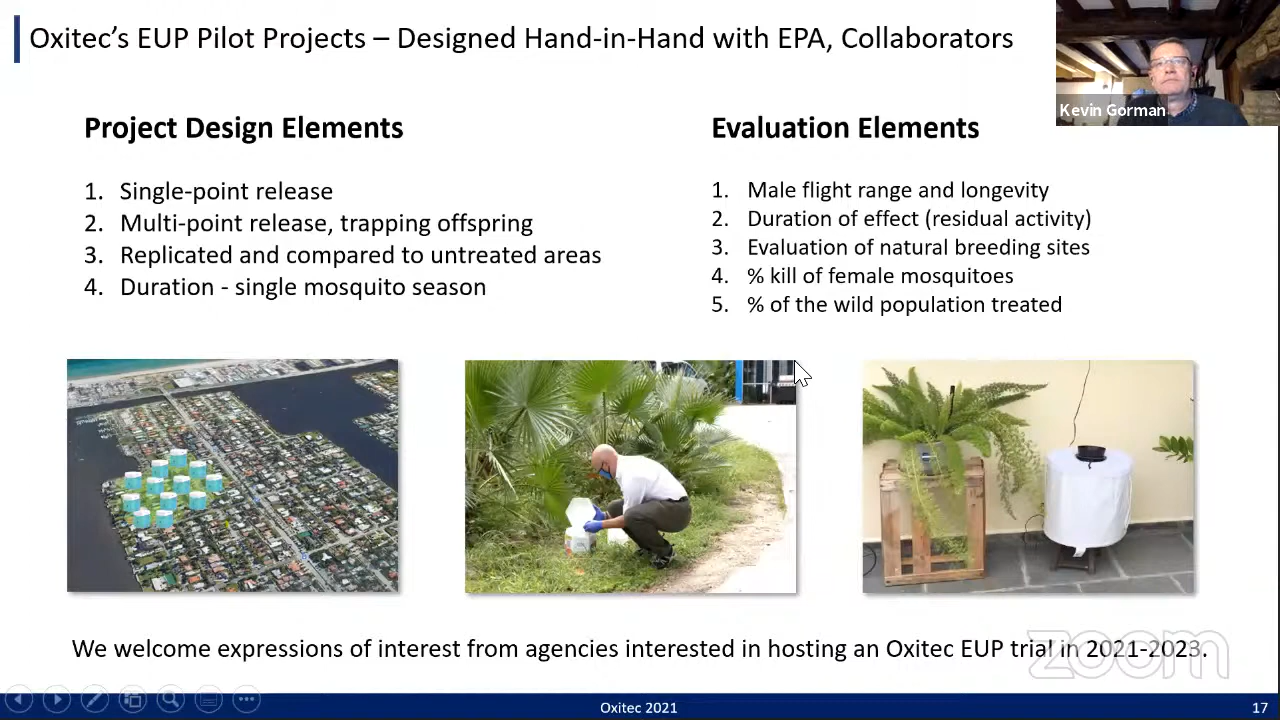 Oxitec’s EUP Pilot Projects – Designed Hand-in-Hand with EPA, Collaborators
Kevin Gorman
Project Design Elements
1. Single-point release
2. Multi-point release, trapping offspring
3. Replicated and compared to untreated areas
4. Duration - single mosquito season
Evaluation Elements
1. Male flight range and longevity
2. Duration of effect (residual activity)
3. Evaluation of natural breeding sites
4. % kill of female mosquitoes
5. % of the wild population treated
We welcome expressions of interest from agencies interested in hosting an Oxitec EUP trial in 2021-2023.
zoom
Oxitec 2021
17